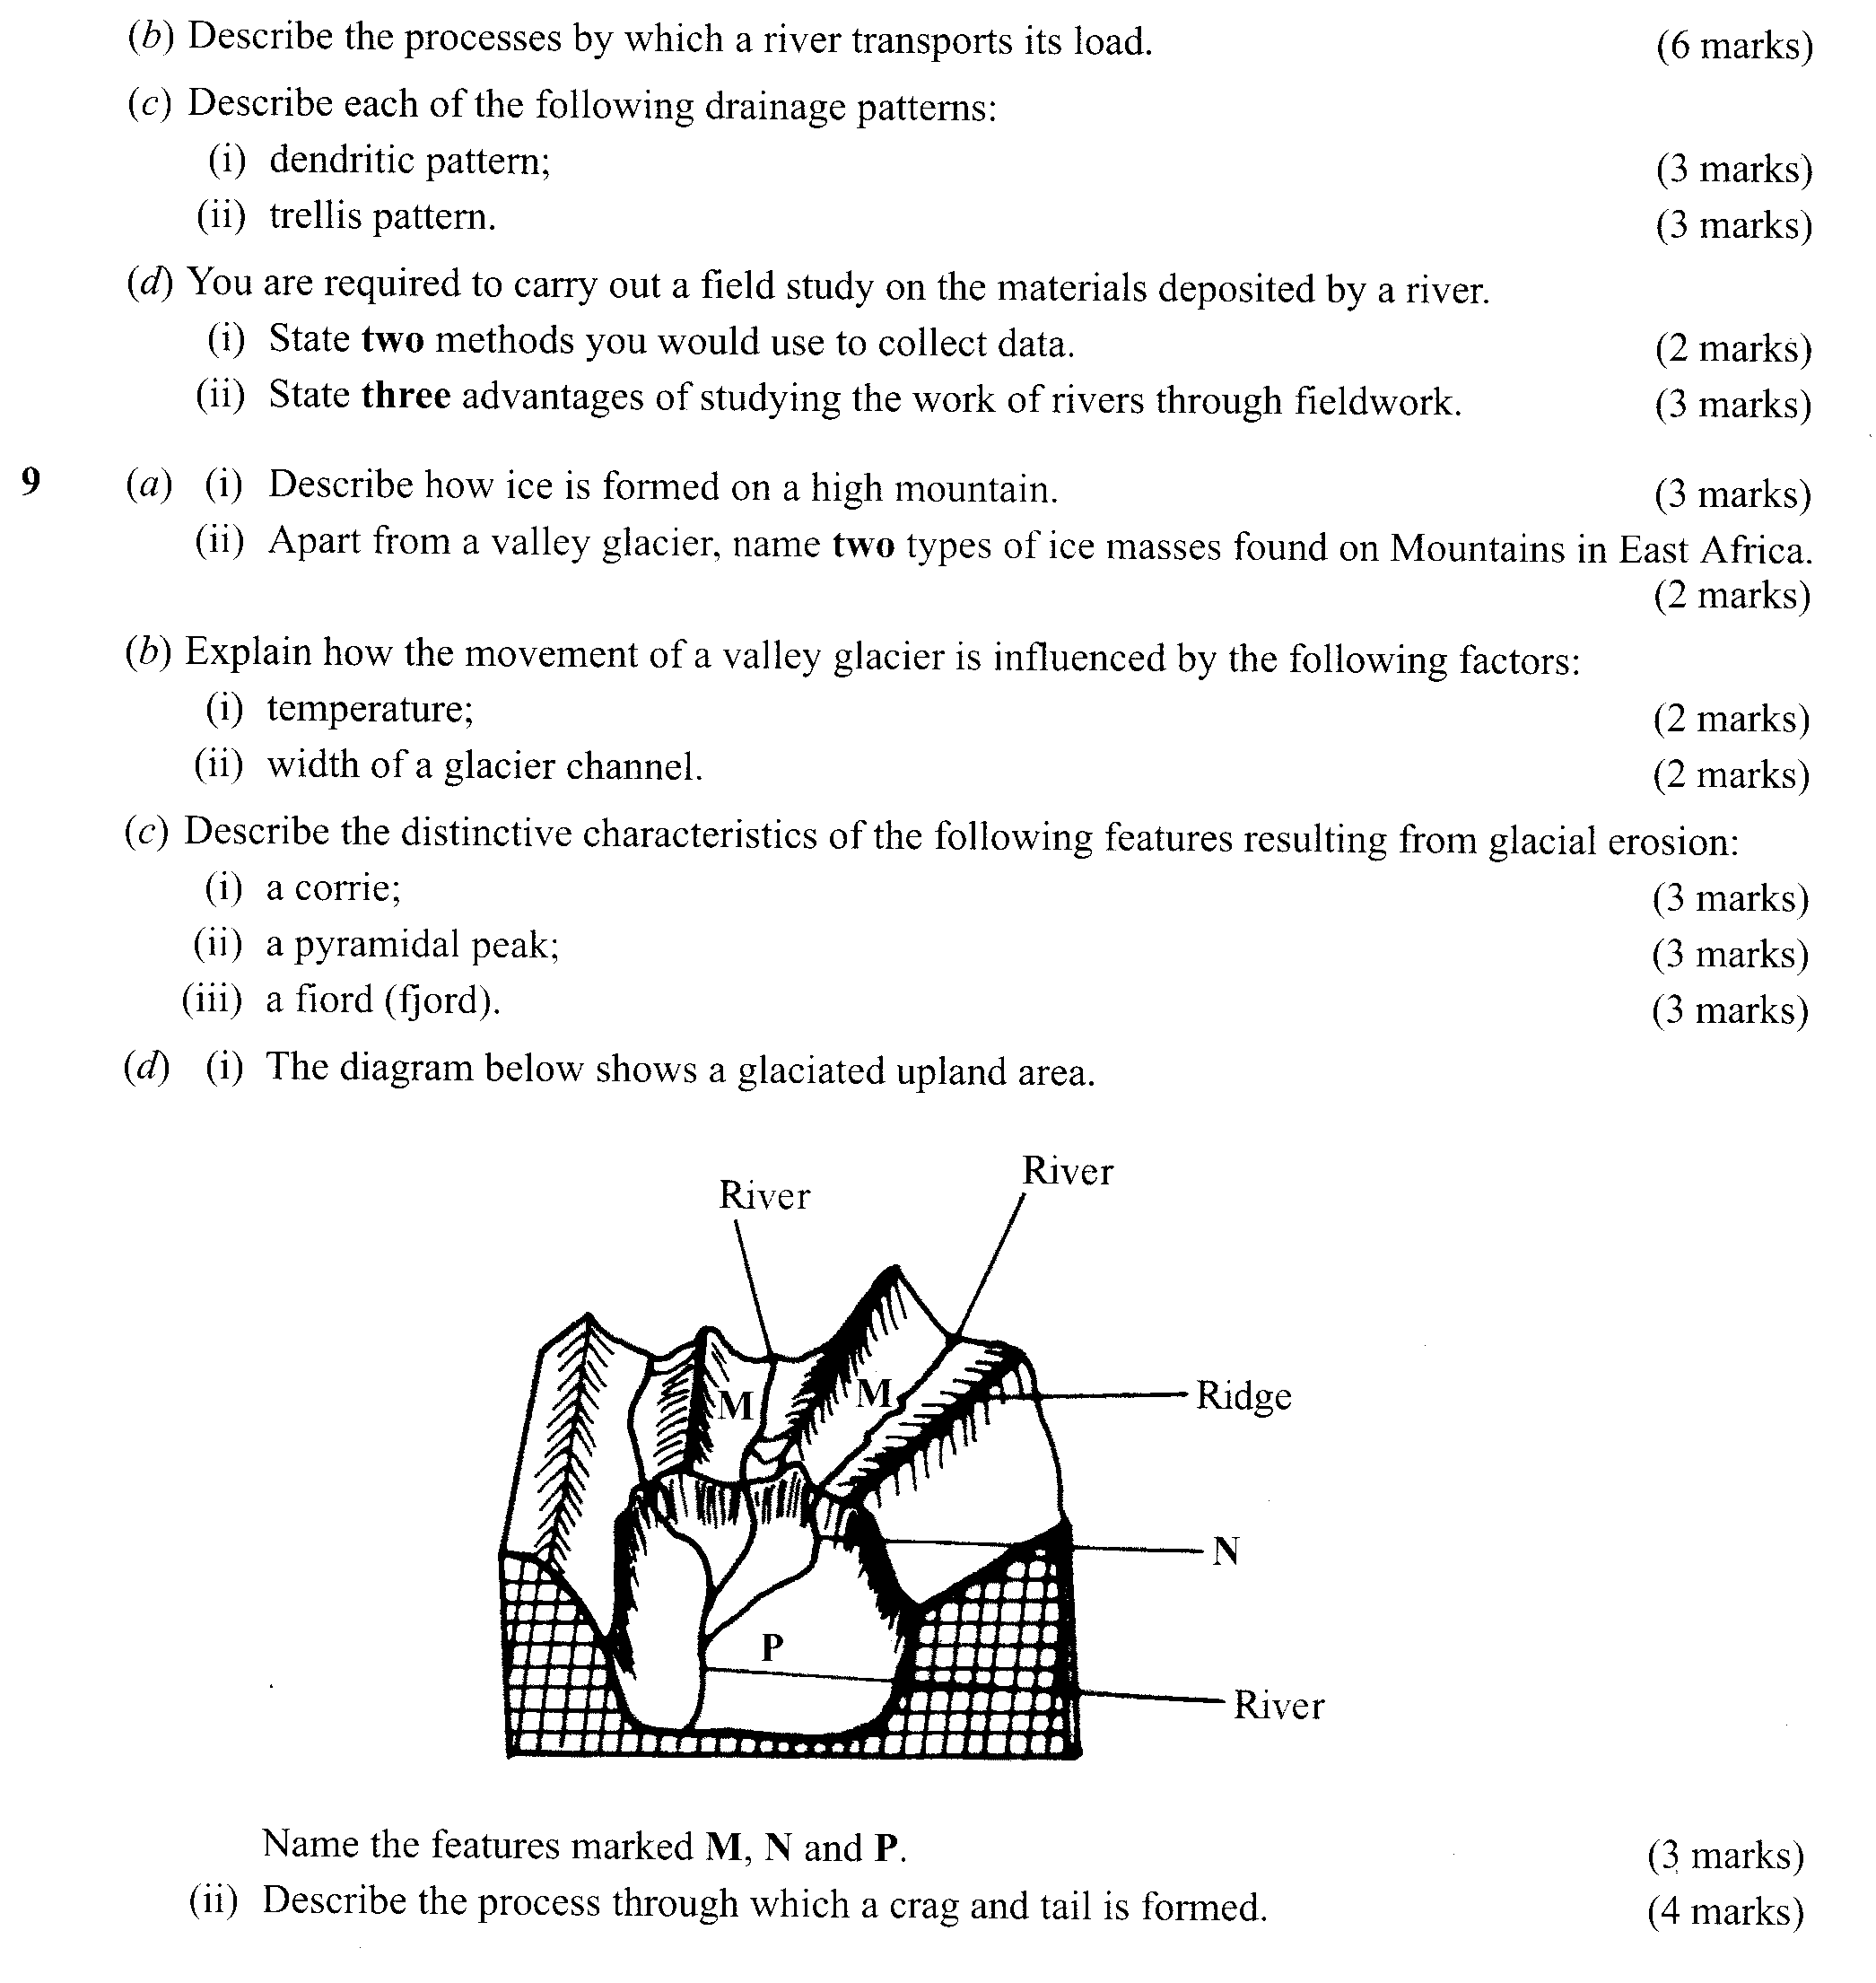 (b) Describe the processes by which a river transports its load. (6 marks)
(c) Describe each of the following drainage patterns:
(i) dendritic pattern; (3 marks)
(ii) trellis pattern. (3 marks)
(d) You are required to carry out a field study on the materials deposited by a river.
(i) State two methods you would use to collect data. (2 marks)
(ii) State three advantages of studying the work of rivers through fieldwork. (3 marks)
9 (a) (i) Describe how ice is formed on a high mountain. (3 marks)
(ii) Apart from a valley glacier, name two types of ice masses found on Mountains in East Africa.
(2 marks)
(b) Explain how the movement of a valley glacier is influenced by the following factors:
(i) temperature; (2 marks)
(ii) width of a glacier channel. (2 marks)
(c) Describe the distinctive characteristics of the following features resulting from glacial erosion:
(i) a corrie; (3 marks)
(ii) a pyramidal peak; (3 marks)
(iii) a fiord (fjord). (3 marks)
(d) (i) The diagram below shows a glaciated upland area.
River
River
M
M
Ridge
N
P
River
Name the features marked M, N and P. (3 marks)
(ii) Describe the process through which a crag and tail is formed. (4 marks)